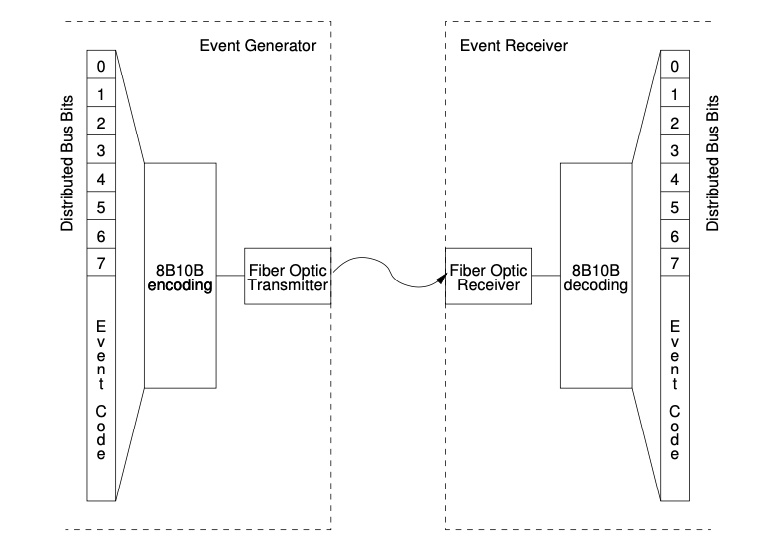 Event Generator
Distributed Bus Bits
0
1
2
3
4
5
6
7
Event Code
8B10B
encoding
Fiber Optic
Transmitter
Event Receiver
Fiber Optic
Receiver
8B10B
decoding
0
1
2
3
4
5
6
7
Event Code
Distributed Bus Bits